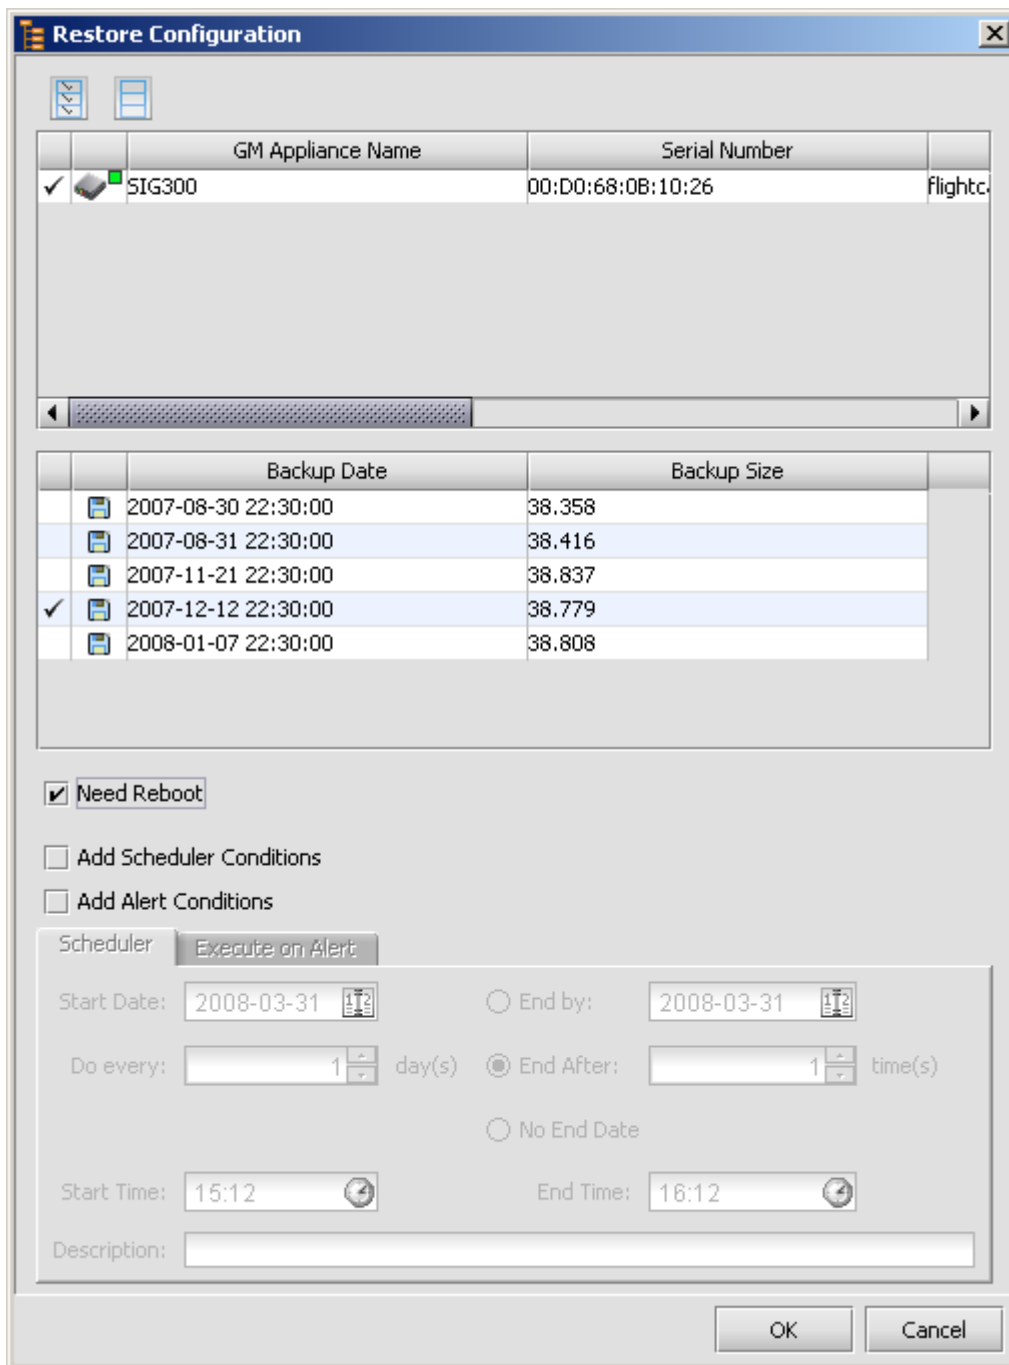 Restore Configuration
GM Appliance Name Serial Number
SIG300 00:D0:68:0B:10:26
Backup Date Backup Size
2007-08-30 22:30:00 38.358
2007-08-31 22:30:00 38.416
2007-11-21 22:30:00 38.837
2007-12-12 22:30:00 38.779
2008-01-07 22:30:00 38.808
Need Reboot
Add Scheduler Conditions
Add Alert Conditions
Scheduler Execute on Alert
Start Date: 2008-03-31 End by: 2008-03-31
Do every: 1 day(s) End After: 1 time(s)
No End Date
Start Time: 15:12 End Time: 16:12
Description:
OK Cancel